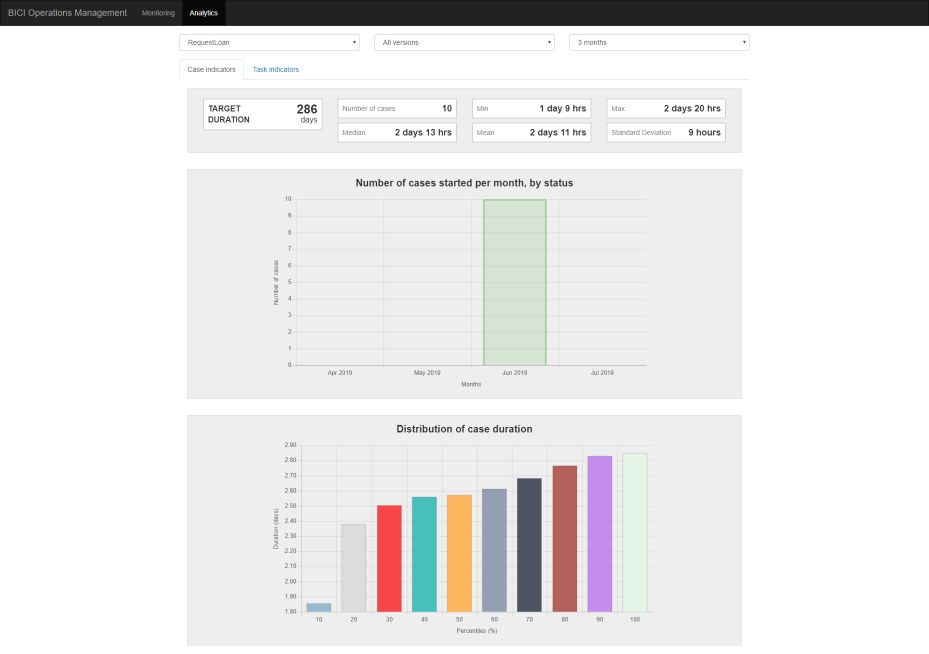 BICI Operations Management Monitoring Analytics
RequestLoan All versions 3 months
Case indicators Task indicators
TARGET DURATION 286 days
Number of cases 10
Min 1 day 9 hrs
Max 2 days 20 hrs
Median 2 days 13 hrs
Mean 2 days 11 hrs
Standard Deviation 9 hours
Number of cases started per month, by status
10
9
8
7
6
5
4
3
2
1
0
Number of cases
Apr 2019 May 2019 Jun 2019 Jul 2019
Months
Distribution of case duration
2.90
2.80
2.70
2.60
2.50
2.40
2.30
2.20
2.10
2.00
1.90
1.80
Duration (days)
10 20 30 40 50 60 70 80 90 100
Percentiles (%)